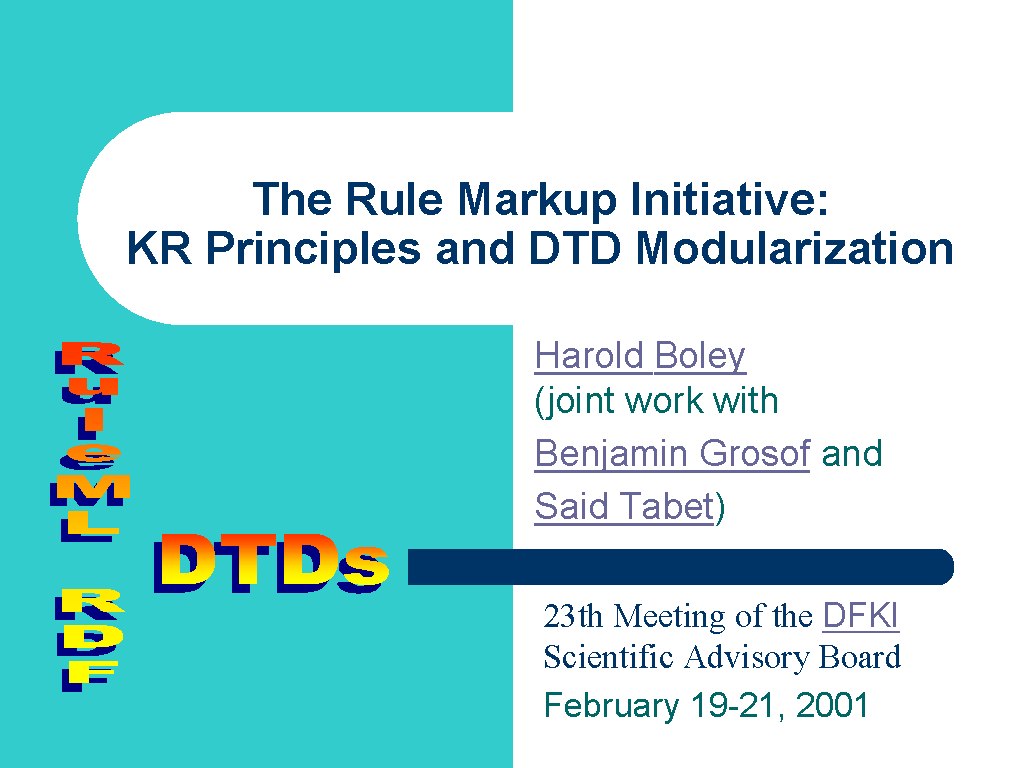 The Rule Markup Initiative:
KR Principles and DTD Modularization
Harold Boley
(joint work with
Benjamin Grosof and
Said Tabet)
RuleML RDF
DTDs
23th Meeting of the DFKI
Scientific Advisory Board
February 19-21, 2001